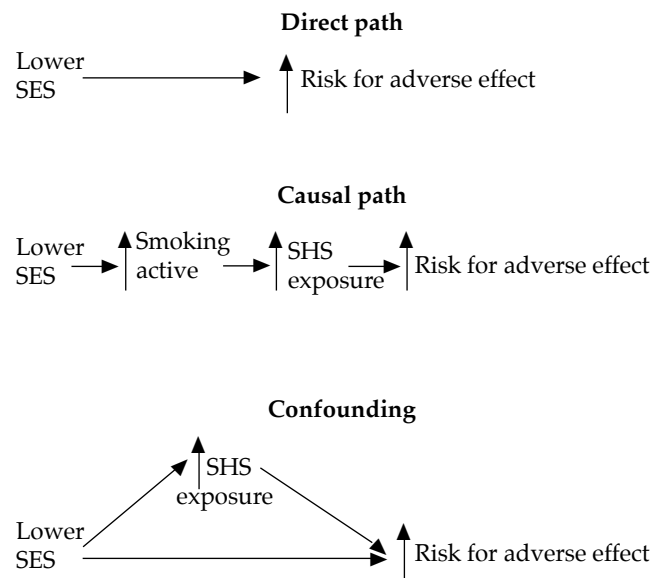 Direct path
Lower
SES
Risk for adverse effect
Causal path
Lower
SES
Smoking
active
SHS
exposure
Risk for adverse effect
Confounding
SHS
exposure
Lower
SES
Risk for adverse effect